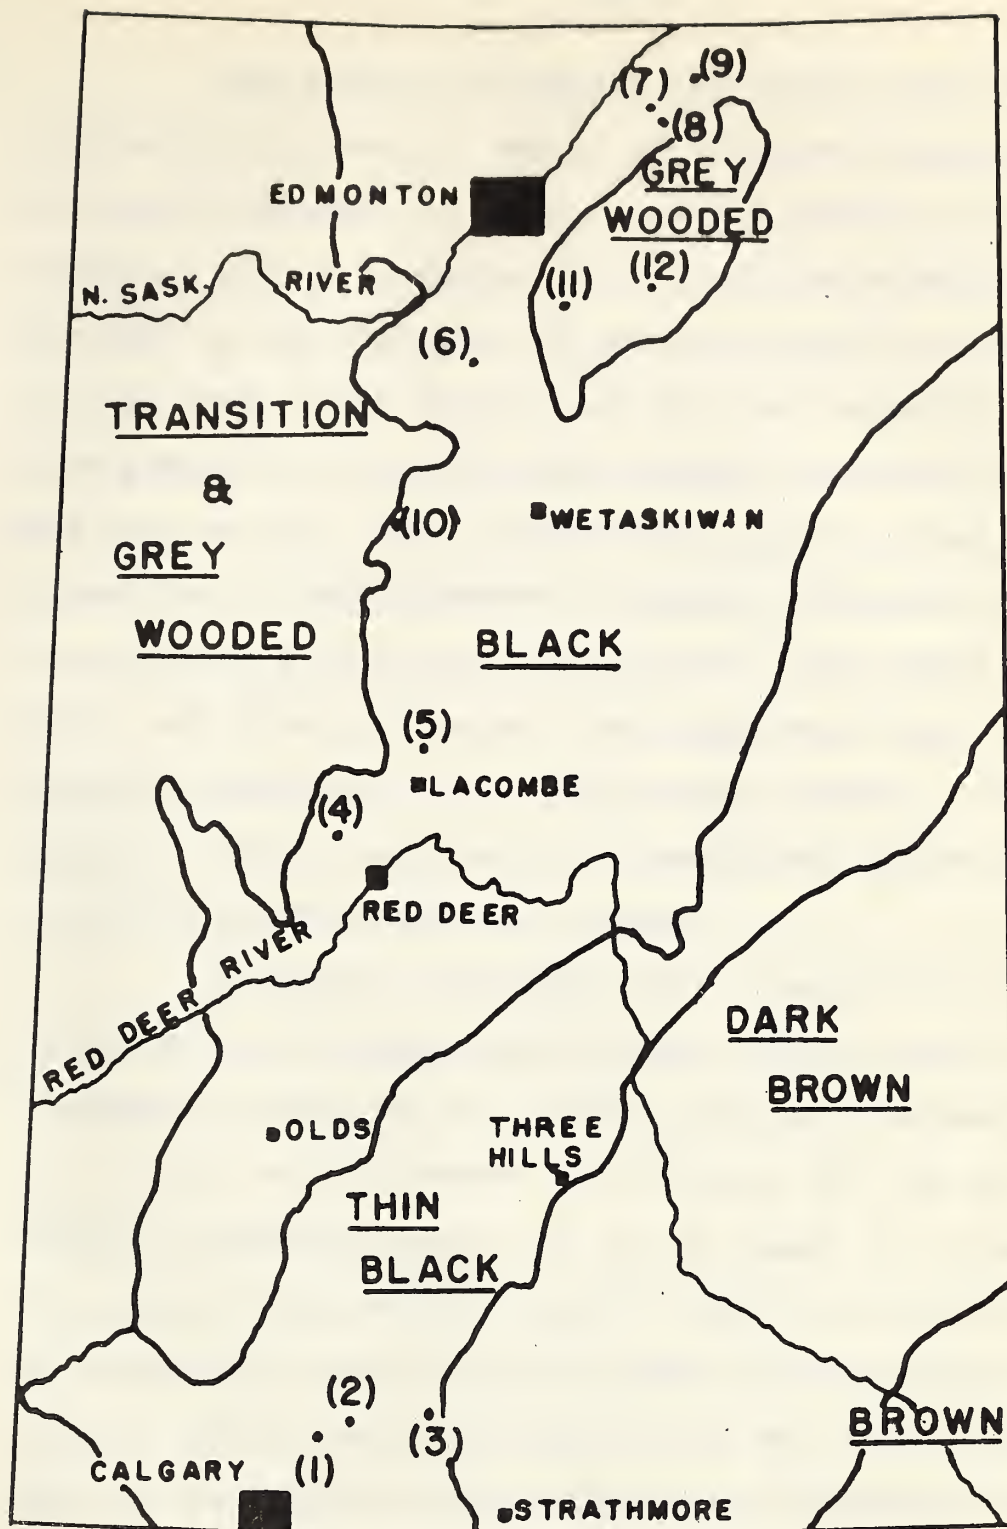 (9)
(7)
(8)
GREY
WOODED
EDMONTON
(12)
(11)
N. SASK.
RIVER
(6)
TRANSITION
&
GREY
WOODED
(10)
WETASKIWAN
BLACK
(5)
LACOMBE
(4)
RED DEER
RED DEER RIVER
DARK
BROWN
OLDS
THREE
HILLS
THIN
BLACK
(2)
(3)
(1)
BROWN
CALGARY
STRATHMORE